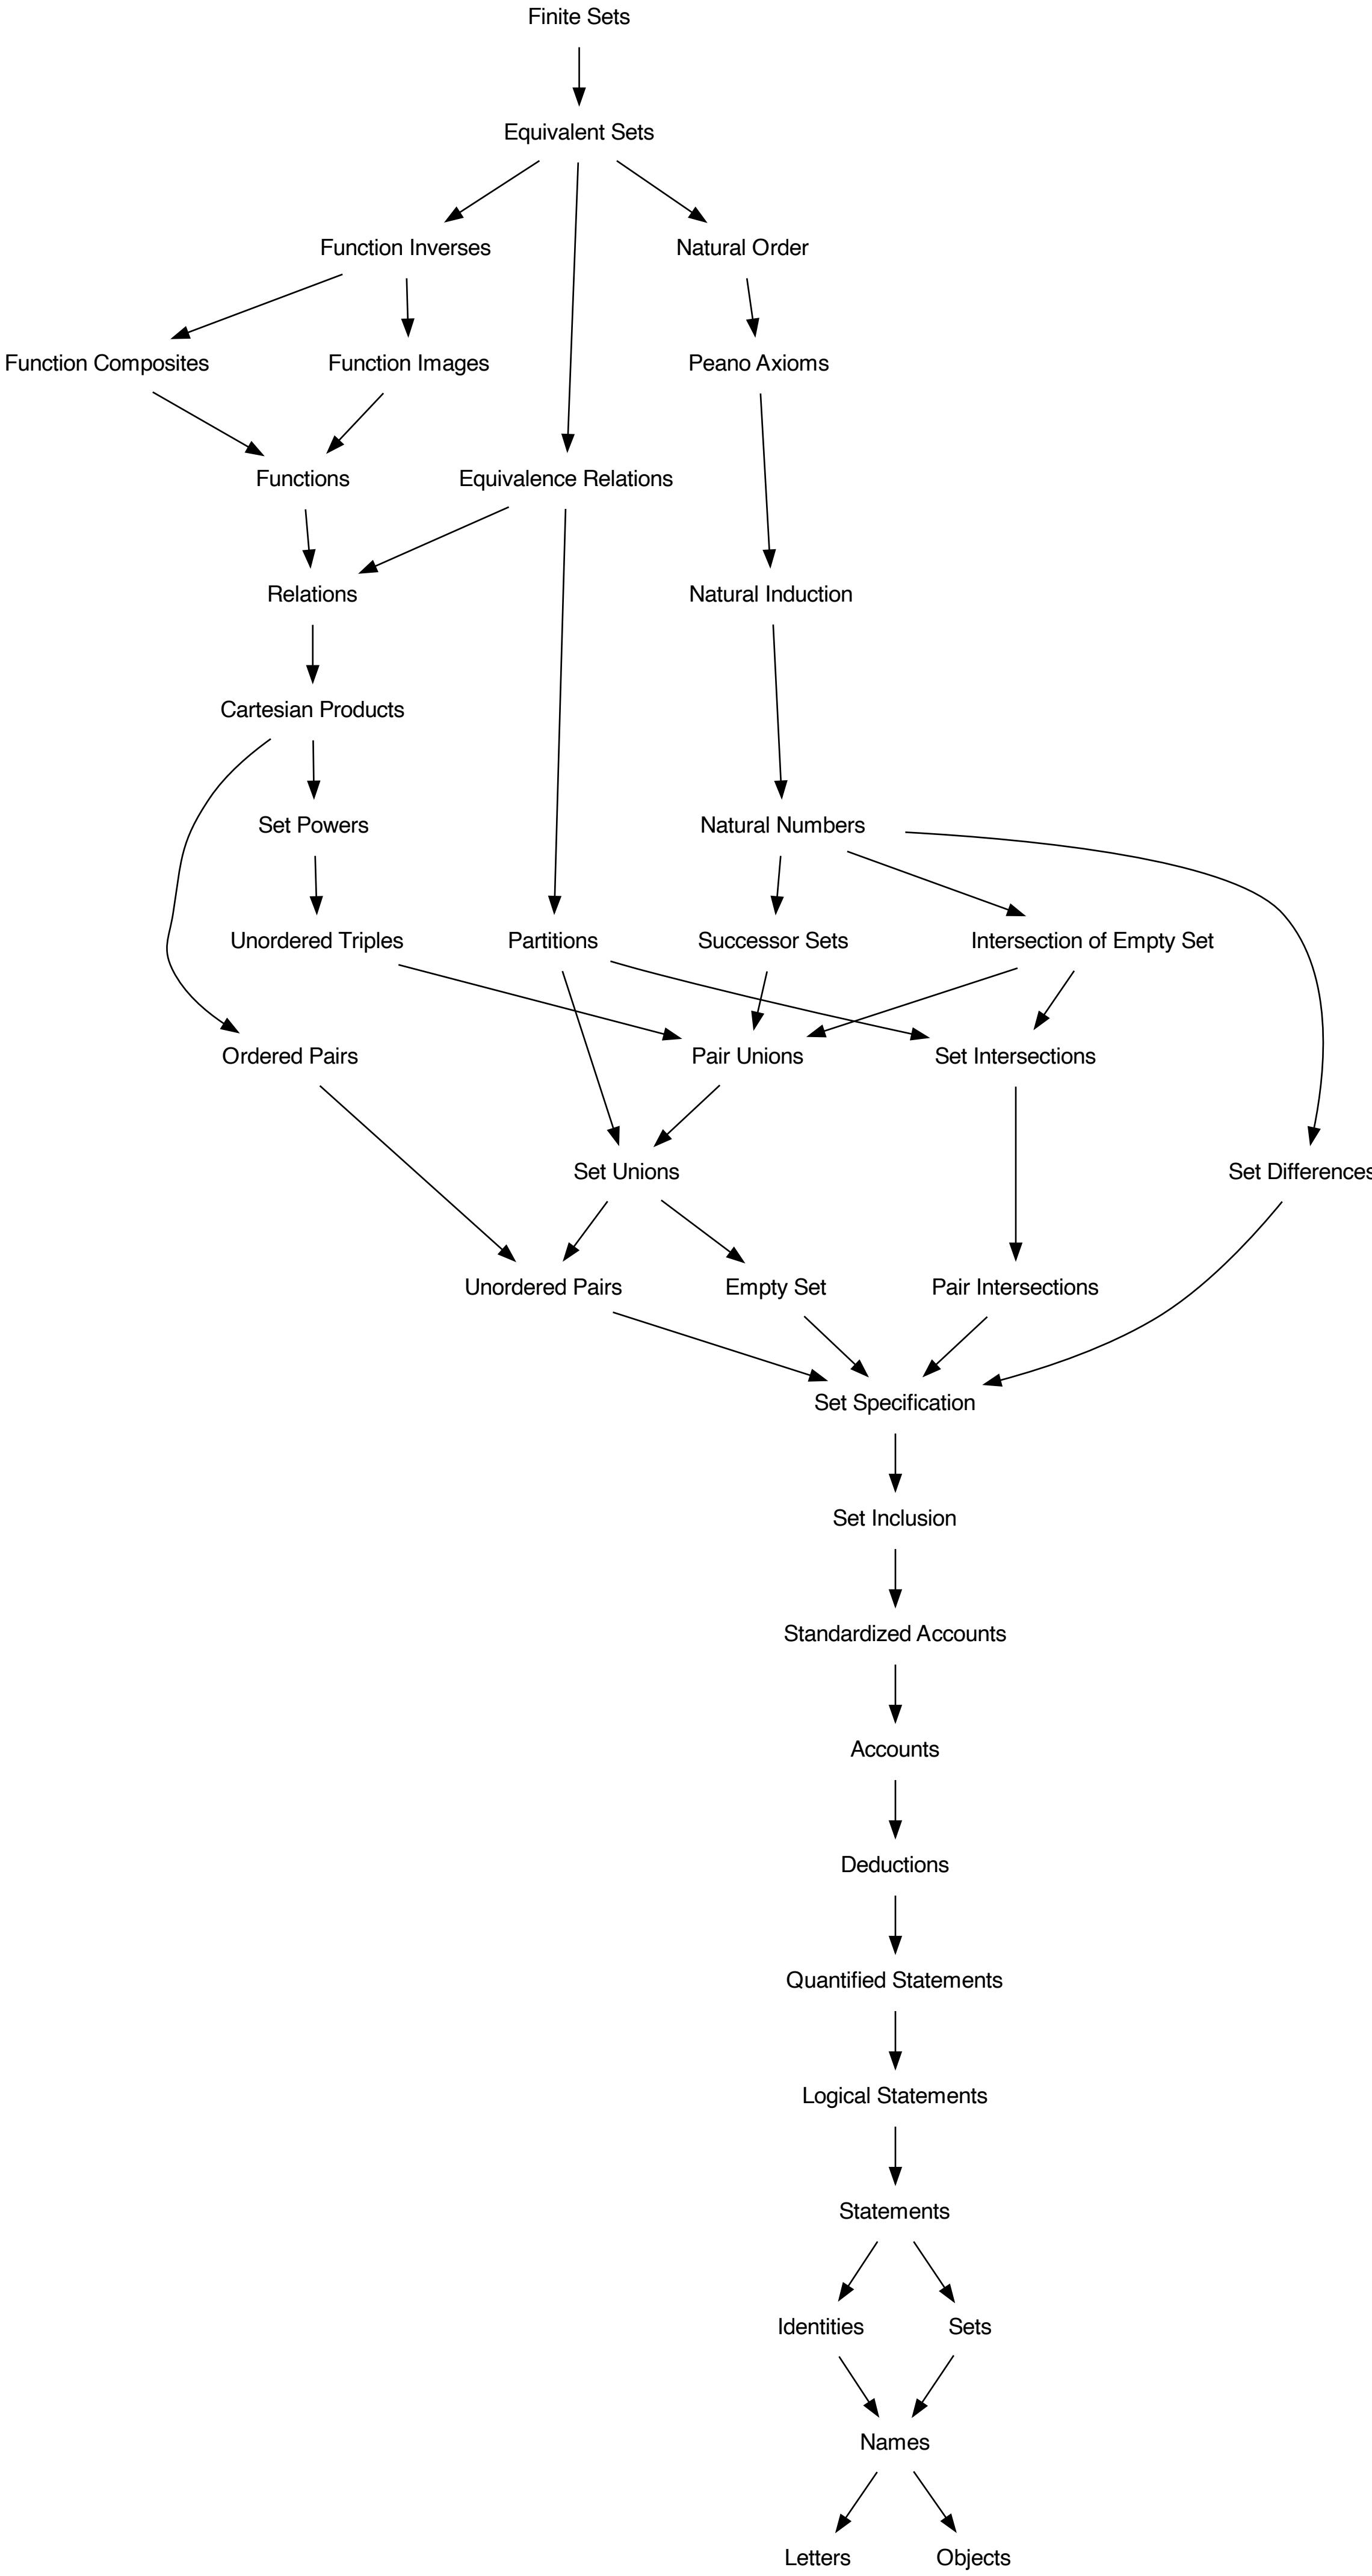 Finite Sets
Equivalent Sets
Function Inverses
Natural Order
Function Composites
Function Images
Peano Axioms
Functions
Equivalence Relations
Relations
Natural Induction
Cartesian Products
Set Powers
Natural Numbers
Unordered Triples
Partitions
Successor Sets
Intersection of Empty Set
Ordered Pairs
Pair Unions
Set Intersections
Set Unions
Set Differences
Unordered Pairs
Empty Set
Pair Intersections
Set Specification
Set Inclusion
Standardized Accounts
Accounts
Deductions
Quantified Statements
Logical Statements
Statements
Identities
Sets
Names
Letters
Objects